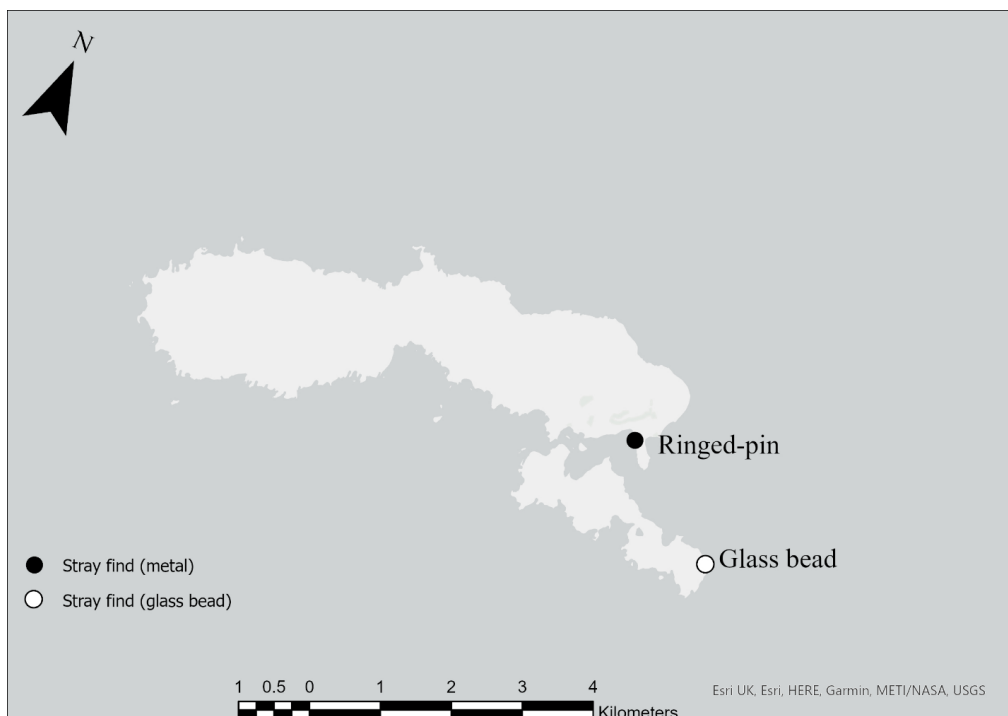 N
Ringed-pin
Glass bead
Stray find (metal)
Stray find (glass bead)
1 0.5 0 1 2 3 4
Kilometers
Esri UK, Esri, HERE, Garmin, METI/NASA, USGS